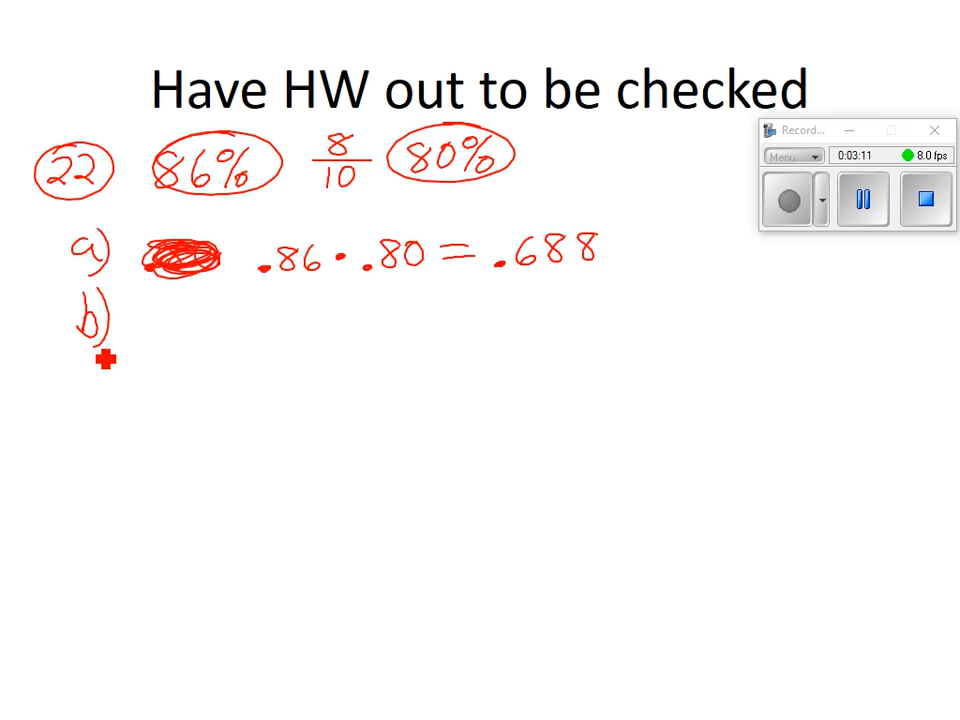 Have HW out to be checked
Record...
Menu
0:03:11 8.0 fps
22 86% 8/10 80%
a) .86 · .80 = .688
b)